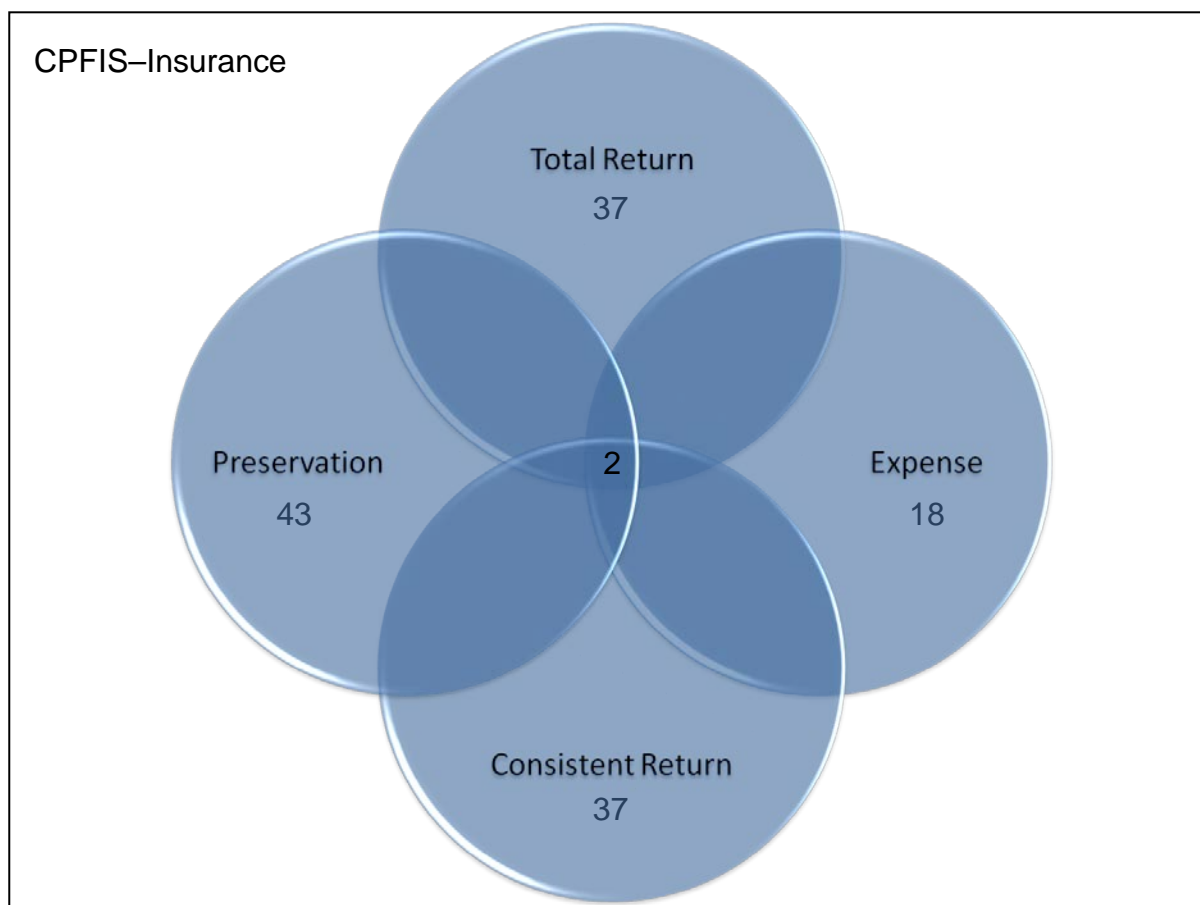 CPFIS–Insurance
Total Return
37
Preservation
43
2
Expense
18
Consistent Return
37